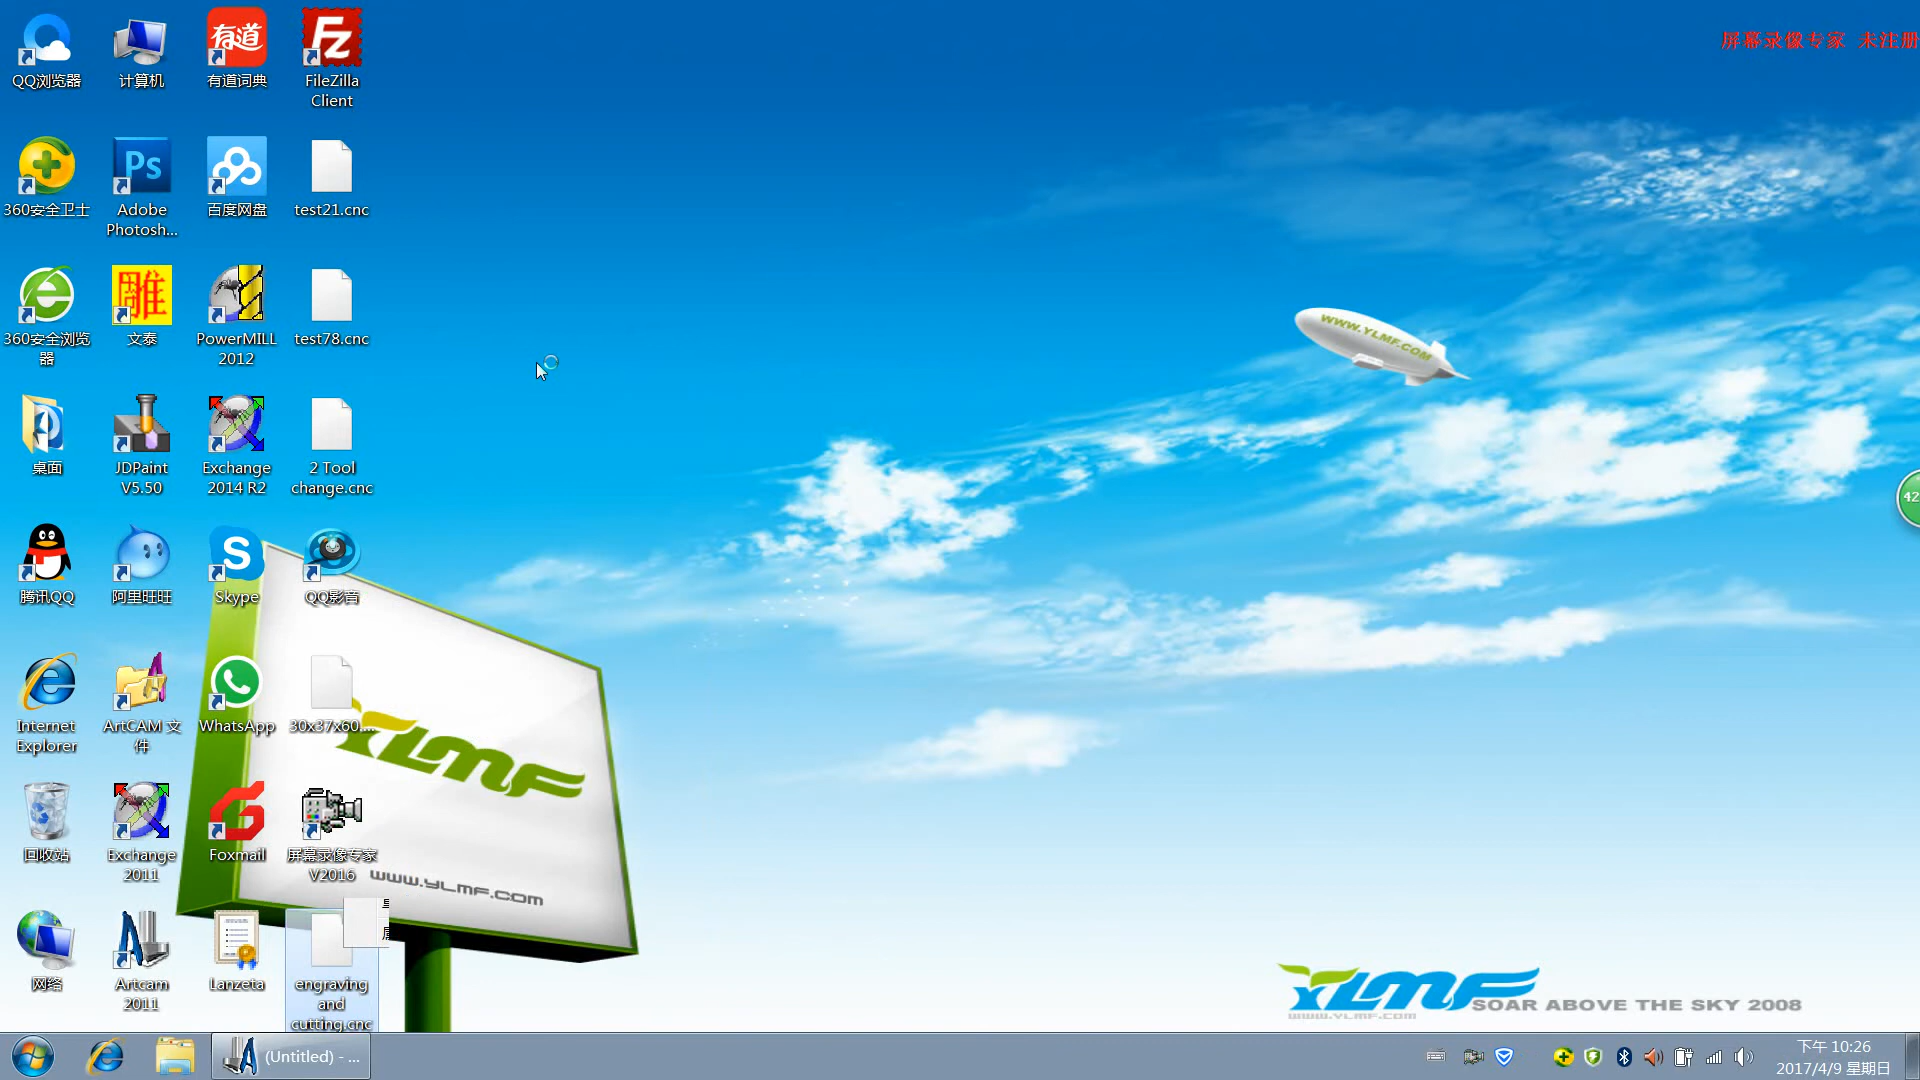 QQ浏览器
计算机
有道
有道词典
FileZilla
Client
屏幕录像专家 未注册
360安全卫士
Ps
Adobe
Photosh...
百度网盘
test21.cnc
360安全浏览
器
雕
文泰
PowerMILL
2012
test78.cnc
WWW.YLMF.COM
桌面
JDPaint
V5.50
Exchange
2014 R2
2 Tool
change.cnc
42
腾讯QQ
阿里旺旺
Skype
QQ影音
Internet
Explorer
ArtCAM 文
件
WhatsApp
30x37x60....
YLMF
回收站
Exchange
2011
Foxmail
屏幕录像专家
V2016
www.YLMF.COM
网络
Artcam
2011
Lanzeta
engraving
and
cutting.cnc
YLMF
SOAR ABOVE THE SKY 2008
WWW.YLMF.COM
(Untitled) - ...
下午 10:26
2017/4/9 星期日